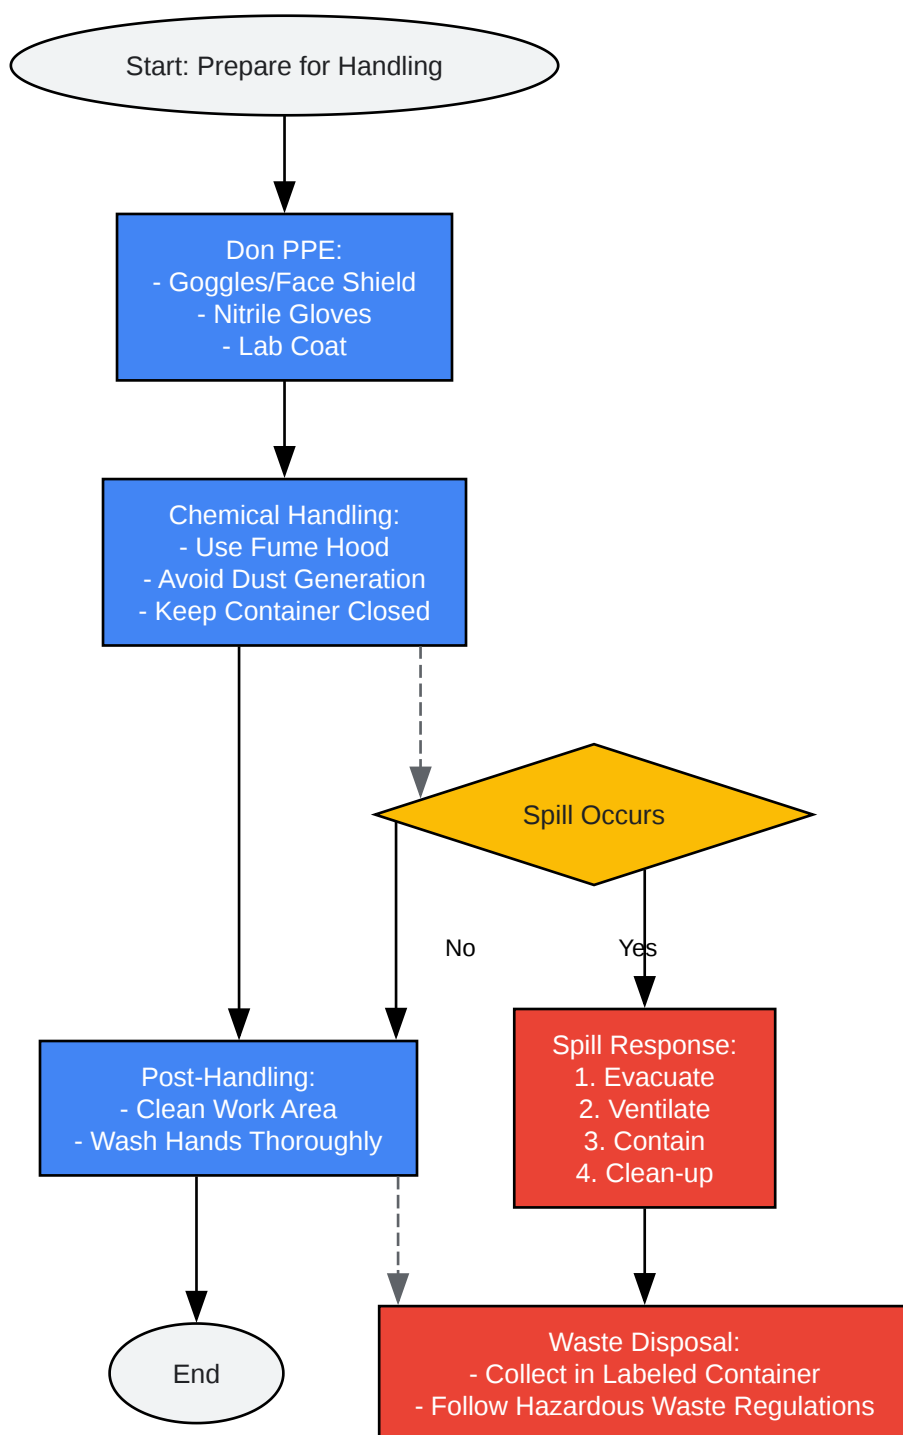 Start: Prepare for Handling
Don PPE:
- Goggles/Face Shield
- Nitrile Gloves
- Lab Coat
Chemical Handling:
- Use Fume Hood
- Avoid Dust Generation
- Keep Container Closed
Spill Occurs
No
Yes
Post-Handling:
- Clean Work Area
- Wash Hands Thoroughly
Spill Response:
1. Evacuate
2. Ventilate
3. Contain
4. Clean-up
End
Waste Disposal:
- Collect in Labeled Container
- Follow Hazardous Waste Regulations